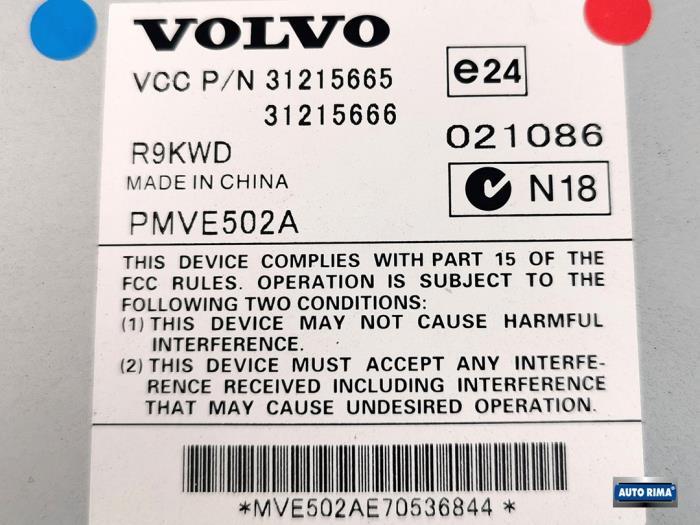 VOLVO
VCC P/N 31215665
31215666
e24
021086
R9KWD
MADE IN CHINA
N18
PMVE502A
THIS DEVICE COMPLIES WITH PART 15 OF THE
FCC RULES. OPERATION IS SUBJECT TO THE
FOLLOWING TWO CONDITIONS:
(1) THIS DEVICE MAY NOT CAUSE HARMFUL
INTERFERENCE.
(2) THIS DEVICE MUST ACCEPT ANY INTERFE-
RENCE RECEIVED INCLUDING INTERFERENCE
THAT MAY CAUSE UNDESIRED OPERATION.
*MVE502AE70536844*
AUTO RIMA®